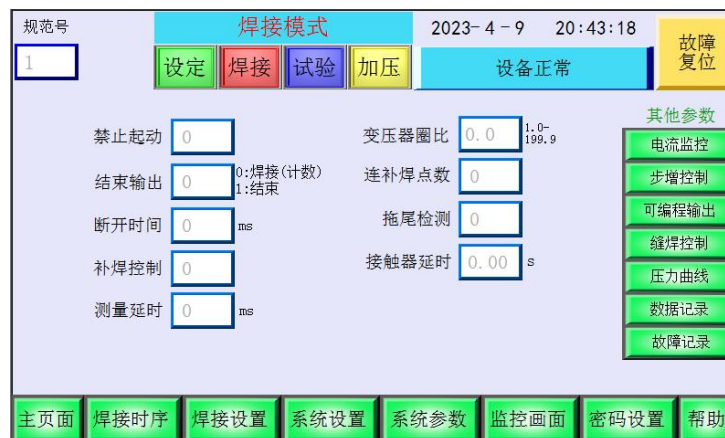 规范号
焊接模式
2023-4-9 20:43:18
故障
复位
1
设定
焊接
试验
加压
设备正常
其他参数
禁止起动 0
变压器圈比 0.0 1.0-
199.9
电流监控
结束输出 0 0:焊接(计数)
1:结束
连补焊点数 0
步增控制
断开时间 0 ms
拖尾检测 0
可编程输出
缝焊控制
补焊控制 0
接触器延时 0.00 s
压力曲线
测量延时 0 ms
数据记录
故障记录
主页面
焊接时序
焊接设置
系统设置
系统参数
监控画面
密码设置
帮助